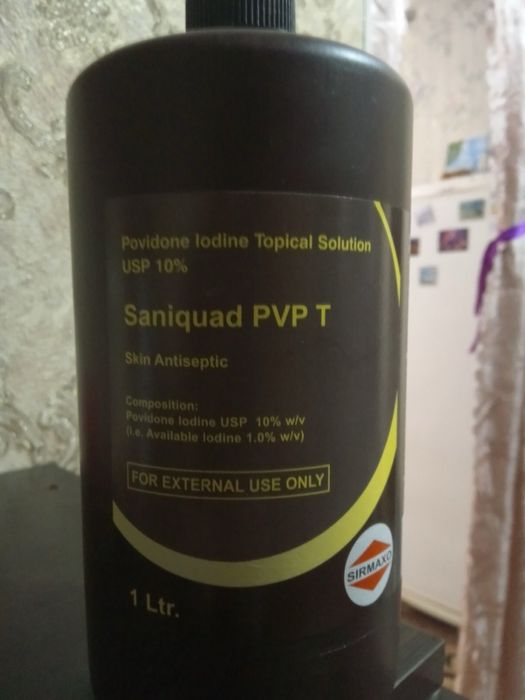 Povidone Iodine Topical Solution
USP 10%
Saniquad PVP T
Skin Antiseptic
Composition:
Povidone Iodine USP 10% w/v
(i.e. Available Iodine 1.0% w/v)
FOR EXTERNAL USE ONLY
SIRMAXO
1 Ltr.